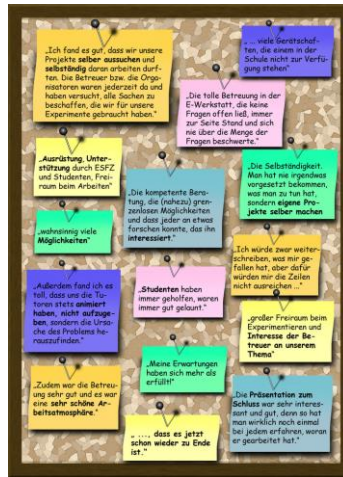 „Ich fand es gut, dass wir unsere
Projekte selber aussuchen und
selbständig daran arbeiten durf-
ten. Die Betreuer bzw. die Orga-
nisatoren waren jederzeit da und
haben versucht, alle Sachen zu
beschaffen, die wir für unsere
Experimente gebraucht haben.“
„ ... viele Gerätschaf-
ten, die einem in der
Schule nicht zur Verfü-
gung stehen“
„Die tolle Betreuung in der
E-Werkstatt, die keine
Fragen offen ließ, immer
zur Seite Stand und sich
nie über die Menge der
Fragen beschwerte.“
„Ausrüstung, Unter-
stützung durch ESFZ
und Studenten, Frei-
raum beim Arbeiten“
„Die kompetente Bera-
tung, die (nahezu) gren-
zenlosen Möglichkeiten
und dass jeder an etwas
forschen konnte, das ihn
interessiert.“
„Die Selbständigkeit.
Man hat nie irgendwas
vorgesetzt bekommen,
was man zu tun hat,
sondern eigene Pro-
jekte selber machen
„wahnsinnig viele
Möglichkeiten“
„Ich würde zwar weiter-
schreiben, was mir ge-
fallen hat, aber dafür
würden mir die Zeilen
nicht ausreichen ...“
„Außerdem fand ich es
toll, dass uns die Tu-
toren stets animiert
haben, nicht aufzuge-
ben, sondern die Ursa-
che des Problems he-
rauszufinden.“
„Studenten haben
immer geholfen, waren
immer gut gelaunt.“
„großer Freiraum beim
Experimentieren und
Interesse der Be-
treuer an unserem
Thema“
„Meine Erwartungen
haben sich mehr als
erfüllt!“
„Zudem war die Betreu-
ung sehr gut und es war
eine sehr schöne Ar-
beitsatmosphäre.“
„Die Präsentation zum
Schluss war sehr interes-
sant und gut, denn so hat
man wirklich noch einmal
bei jedem erfahren, woran
er gearbeitet hat.“
„ ..., dass es jetzt
schon wieder zu Ende
ist.“